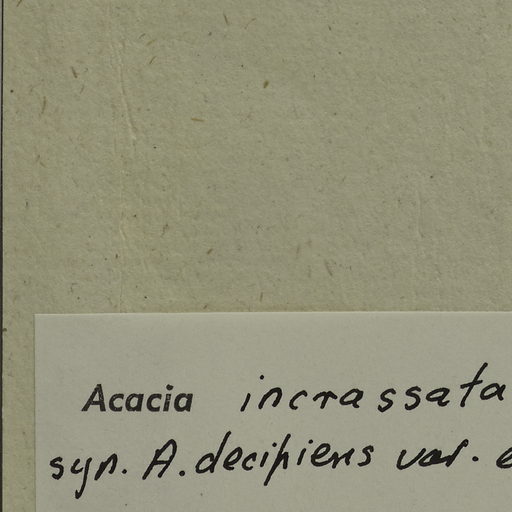 Acacia incrassata
syn. A. decipiens var.